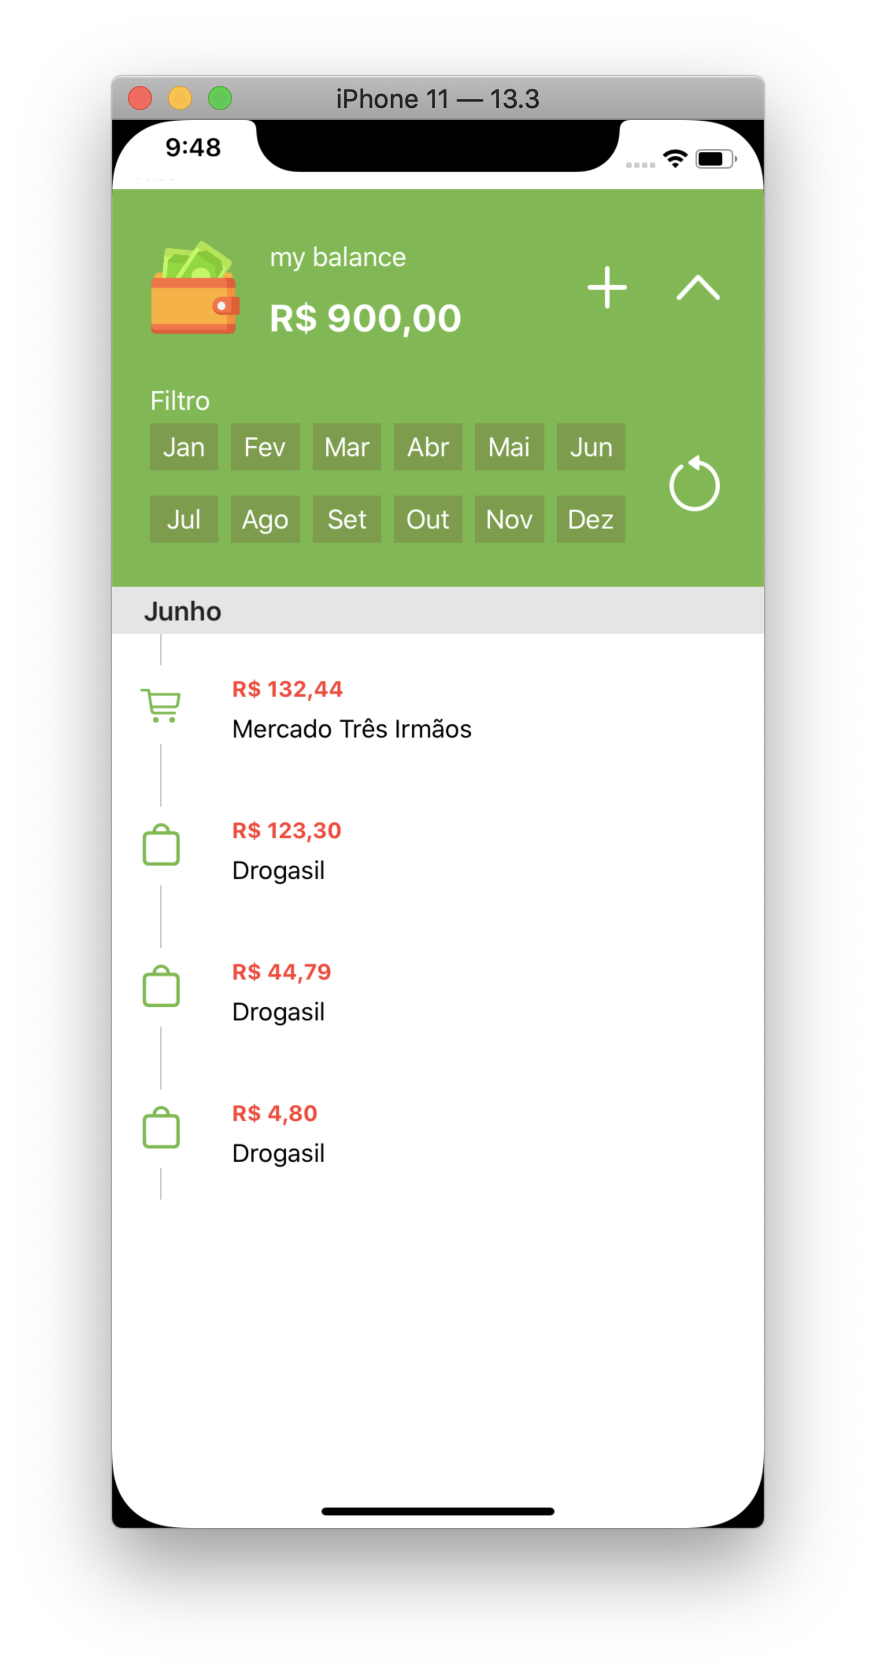 iPhone 11 — 13.3
9:48
my balance
R$ 900,00
Filtro
Jan Fev Mar Abr Mai Jun
Jul Ago Set Out Nov Dez
Junho
R$ 132,44
Mercado Três Irmãos
R$ 123,30
Drogasil
R$ 44,79
Drogasil
R$ 4,80
Drogasil